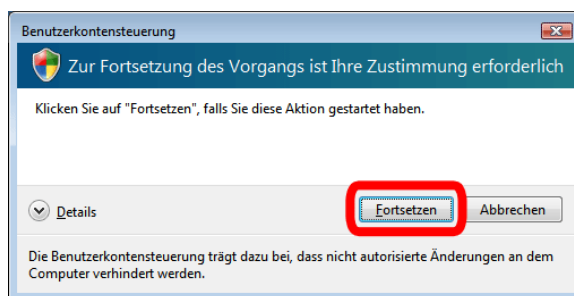 Benutzerkontensteuerung
Zur Fortsetzung des Vorgangs ist Ihre Zustimmung erforderlich
Klicken Sie auf "Fortsetzen", falls Sie diese Aktion gestartet haben.
Details
Fortsetzen
Abbrechen
Die Benutzerkontensteuerung trägt dazu bei, dass nicht autorisierte Änderungen an dem
Computer verhindert werden.